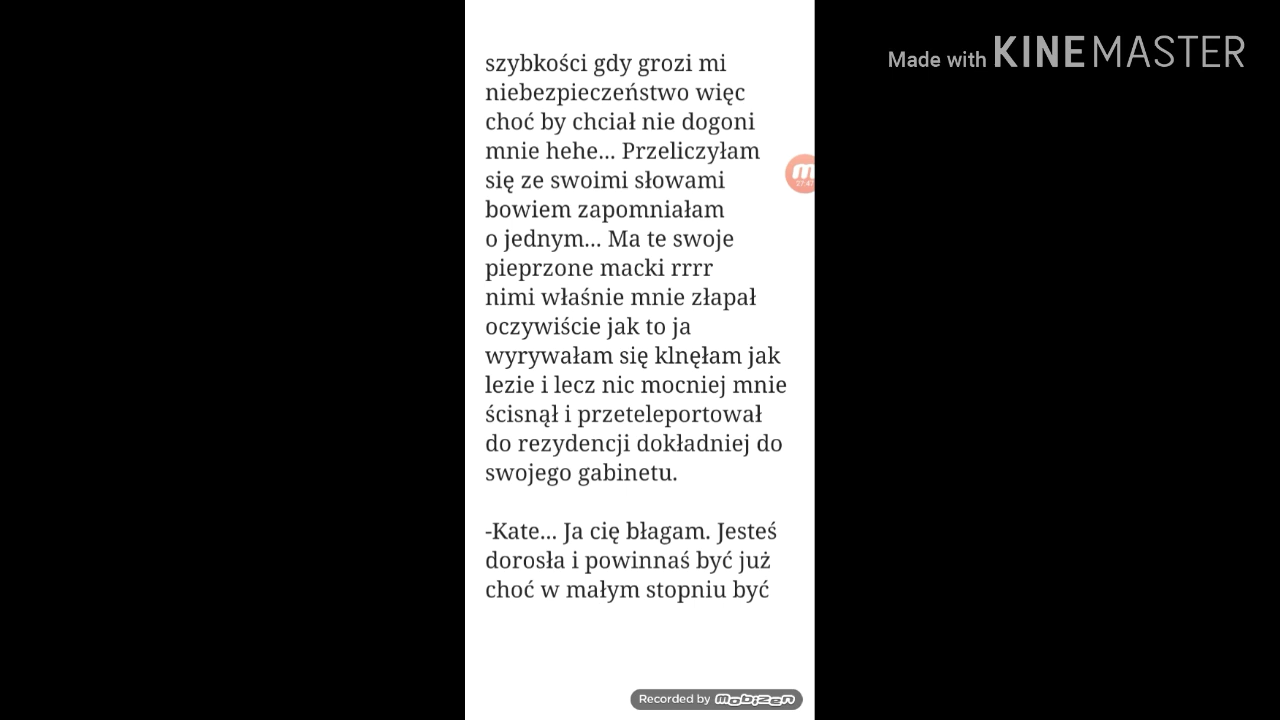 Made with KINEMASTER
szybkości gdy grozi mi
niebezpieczeństwo więc
choć by chciał nie dogoni
mnie hehe... Przeliczyłam
się ze swoimi słowami
bowiem zapomniałam
o jednym... Ma te swoje
pieprzone macki rrrr
nimi właśnie mnie złapał
oczywiście jak to ja
wyrywałam się klnęłam jak
lezie i lecz nic mocniej mnie
ścisnął i przeteleportował
do rezydencji dokładniej do
swojego gabinetu.
-Kate... Ja cię błagam. Jesteś
dorosła i powinnaś być już
choć w małym stopniu być
Recorded by mobizen